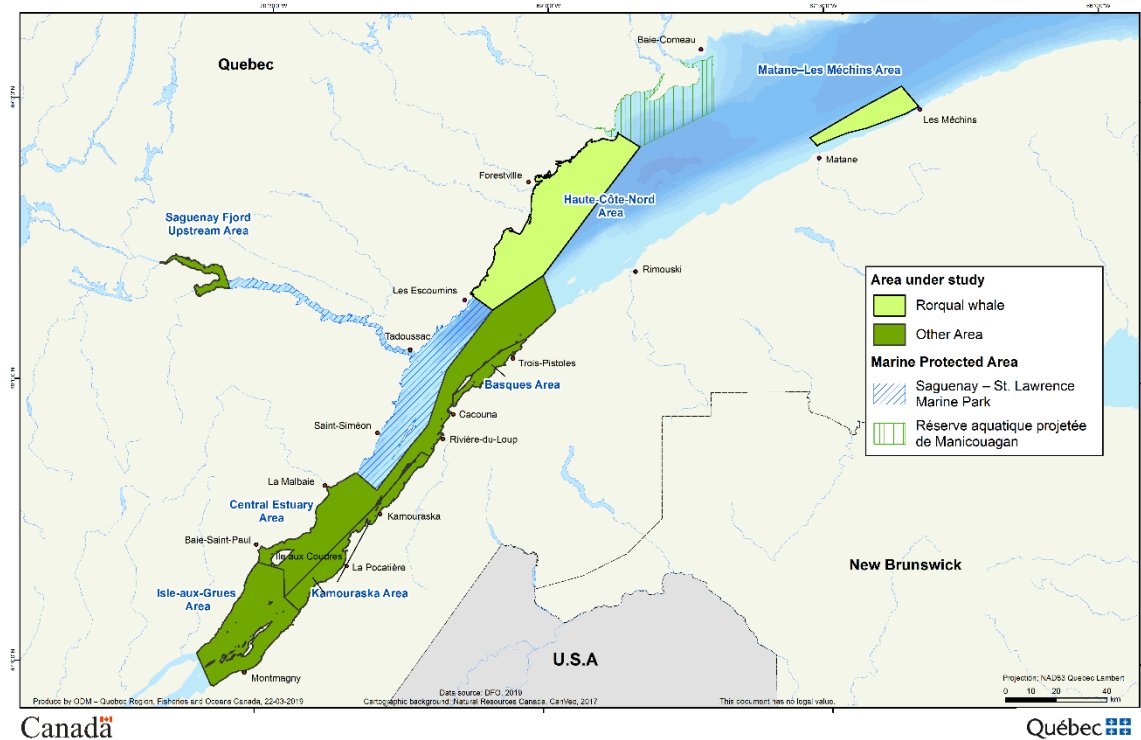 Baie-Comeau
Quebec
Matane–Les Méchins Area
Les Méchins
Matane
Forestville
Haute-Côte-Nord
Area
Saguenay Fjord
Upstream Area
Rimouski
Les Escoumins
Area under study
Rorqual whale
Other Area
Marine Protected Area
Saguenay – St. Lawrence
Marine Park
Réserve aquatique projetée
de Manicouagan
Tadoussac
Trois-Pistoles
Basques Area
Cacouna
Saint-Siméon
Rivière-du-Loup
La Malbaie
Central Estuary
Area
Kamouraska
Baie-Saint-Paul
Ile aux Coudres
La Pocatière
New Brunswick
Isle-aux-Grues
Area
Kamouraska Area
U.S.A
Montmagny
Projection; NAD83 Quebec Lambert
0 10 20 40
km
Data source: DFO, 2019
Produce by ODM – Quebec Region, Fisheries and Oceans Canada, 22-03-2019
Cartographic background; Natural Resources Canada, CanVec, 2017
This document has no legal value.
Canada
Québec